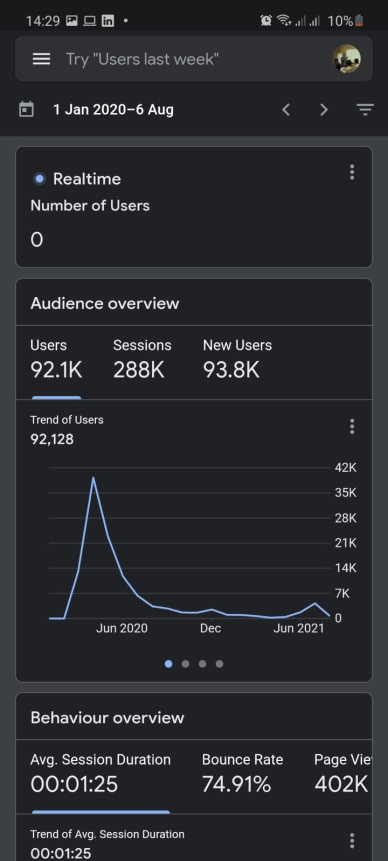 14:29
10%
Try "Users last week"
1 Jan 2020–6 Aug
Realtime
Number of Users
0
Audience overview
Users Sessions New Users
92.1K 288K 93.8K
Trend of Users
92,128
42K
35K
28K
21K
14K
7K
0
Jun 2020 Dec Jun 2021
Behaviour overview
Avg. Session Duration Bounce Rate Page Vie
00:01:25 74.91% 402K
Trend of Avg. Session Duration
00:01:25